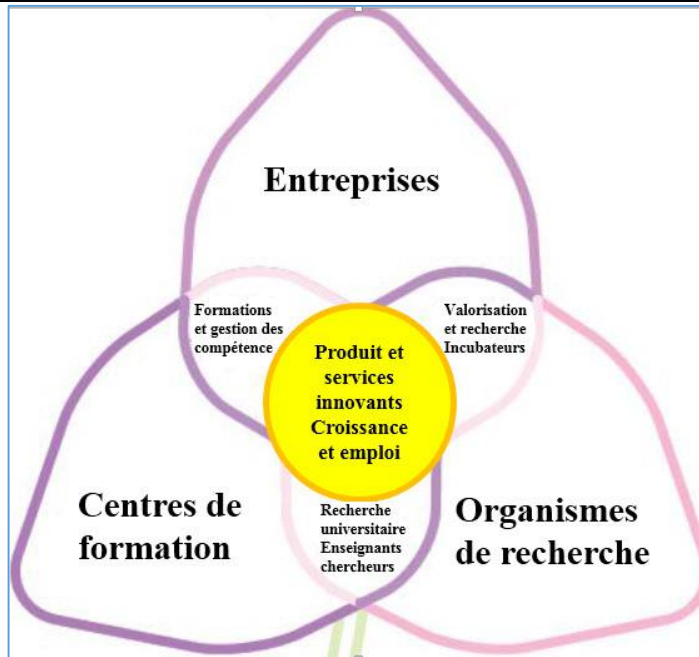 Entreprises
Formations
et gestion des
compétence
Valorisation
et recherche
Incubateurs
Produit et
services
innovants
Croissance
et emploi
Centres de
formation
Recherche
universitaire
Enseignants
chercheurs
Organismes
de recherche